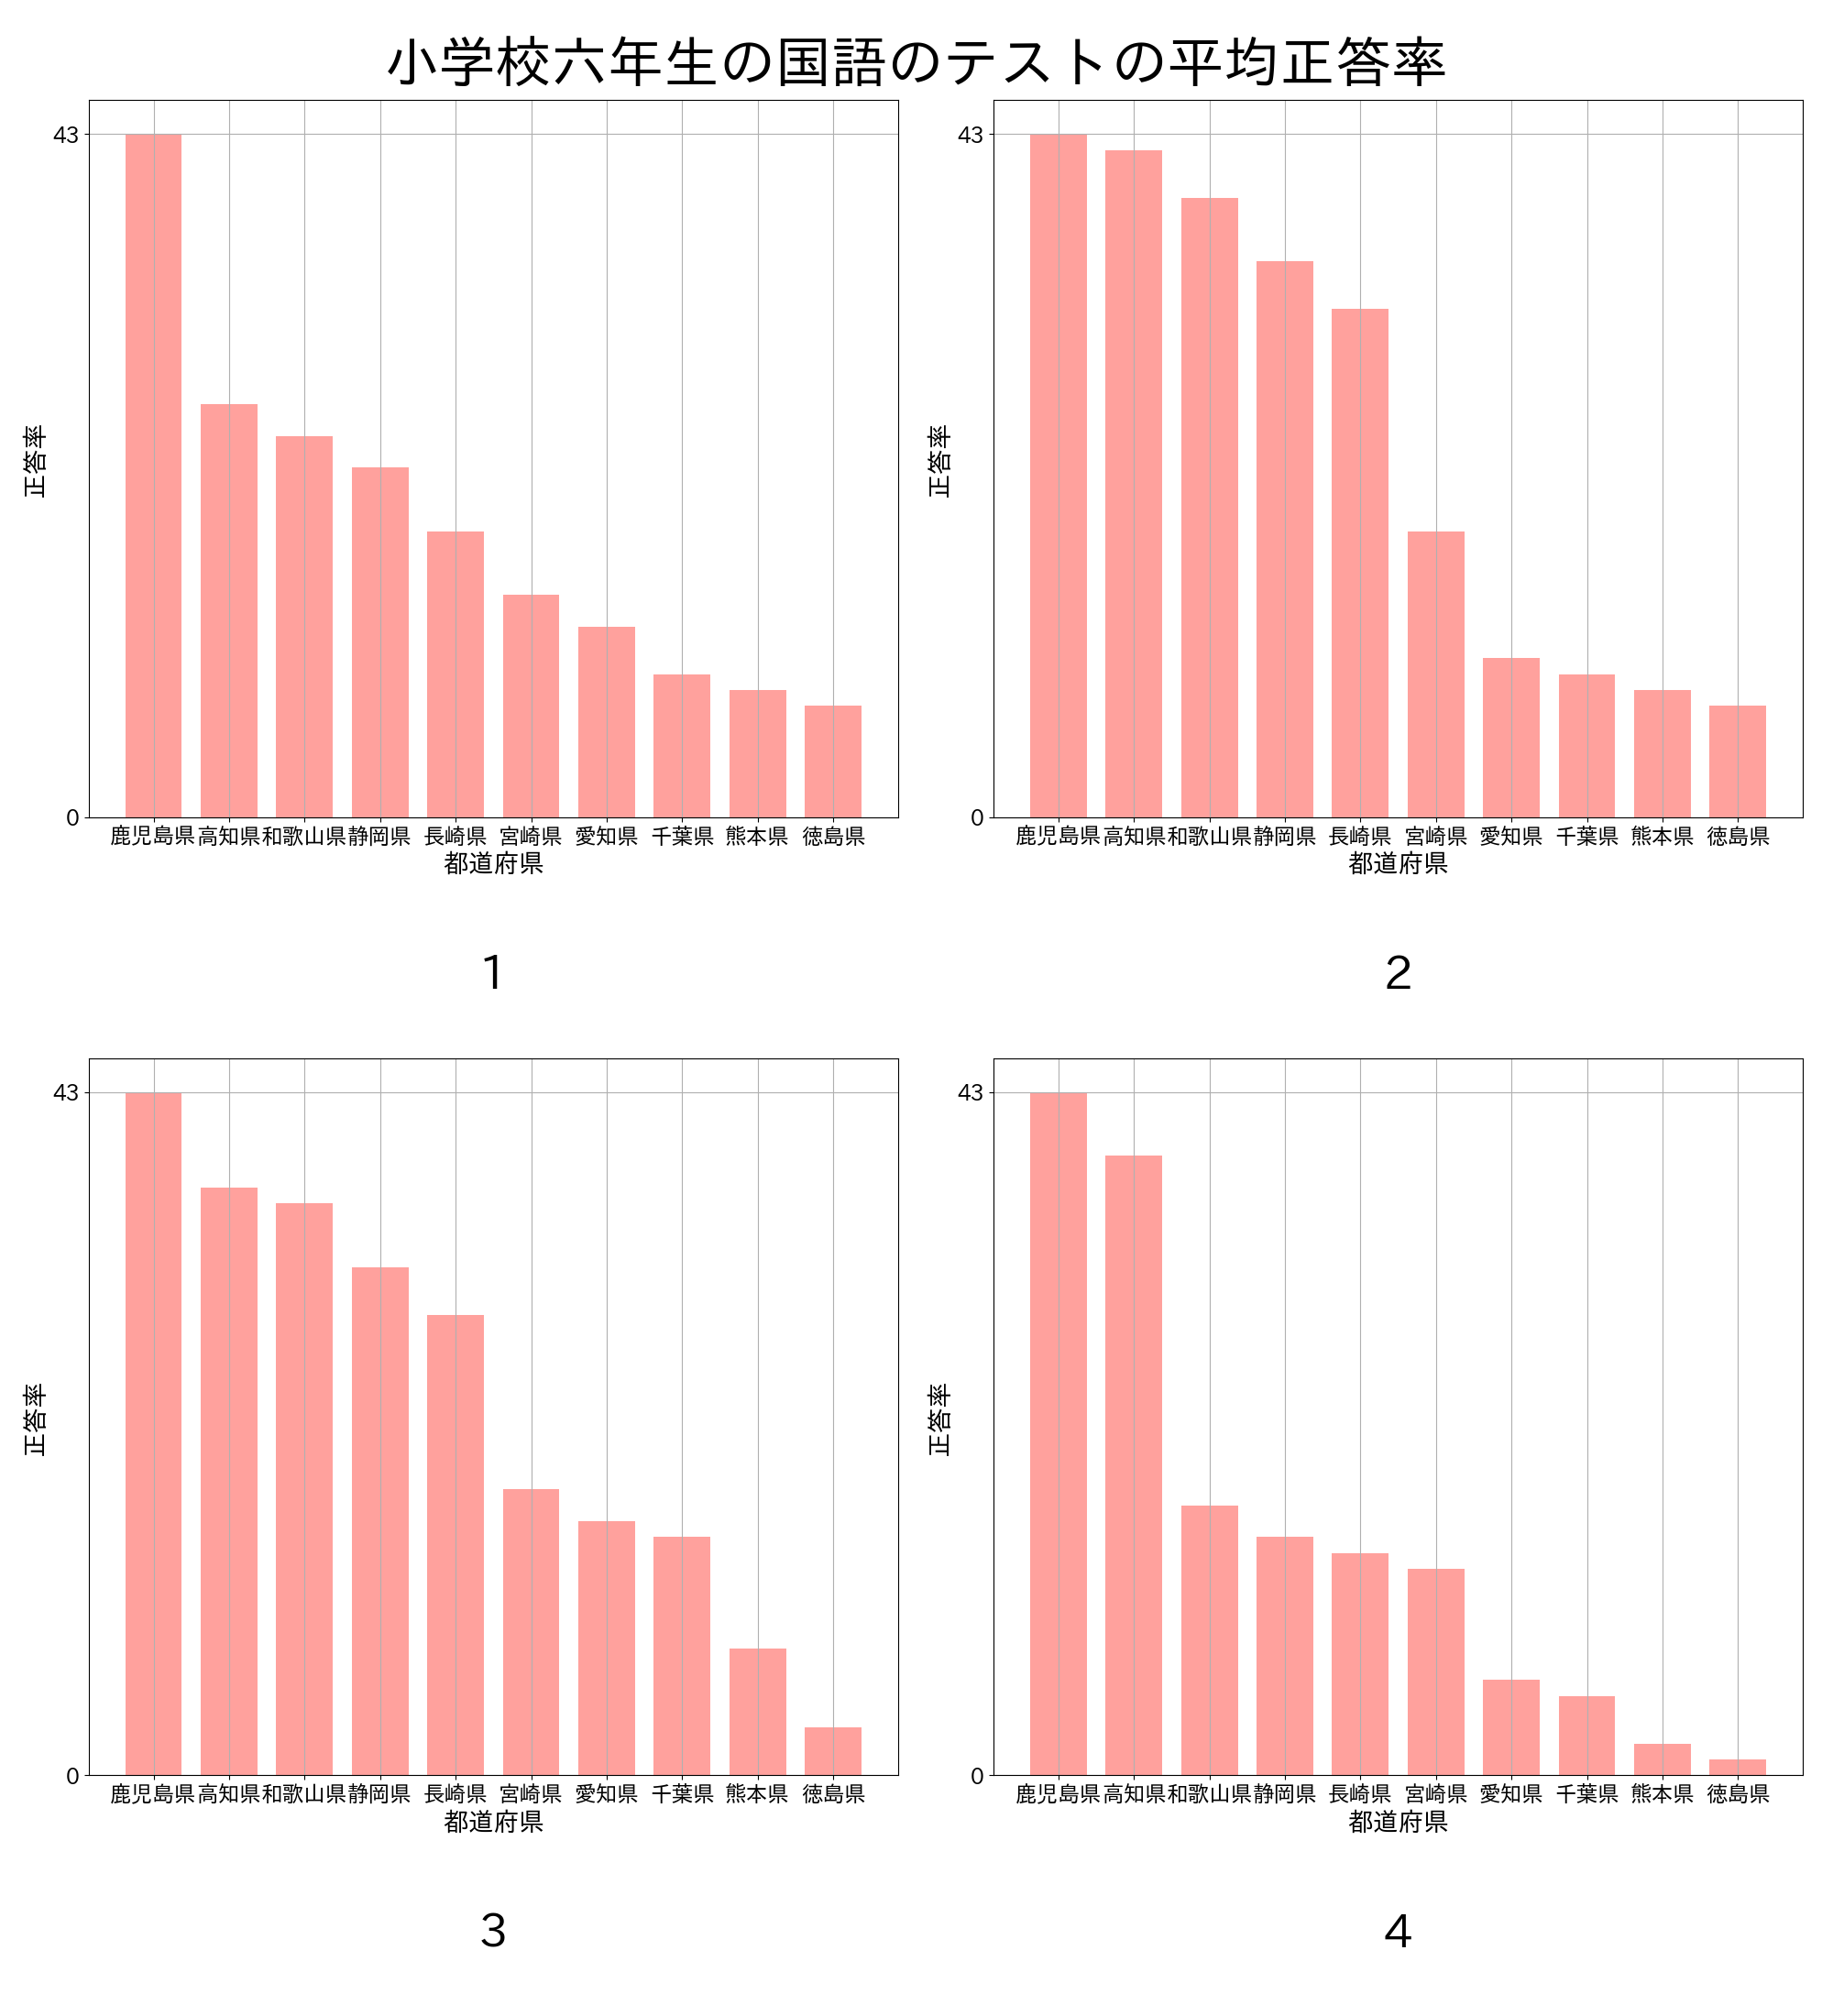 小学校六年生の国語のテストの平均正答率
43
0
正答率
鹿児島県 高知県 和歌山県 静岡県 長崎県 宮崎県 愛知県 千葉県 熊本県 徳島県
都道府県
1
43
0
正答率
鹿児島県 高知県 和歌山県 静岡県 長崎県 宮崎県 愛知県 千葉県 熊本県 徳島県
都道府県
2
43
0
正答率
鹿児島県 高知県 和歌山県 静岡県 長崎県 宮崎県 愛知県 千葉県 熊本県 徳島県
都道府県
3
43
0
正答率
鹿児島県 高知県 和歌山県 静岡県 長崎県 宮崎県 愛知県 千葉県 熊本県 徳島県
都道府県
4